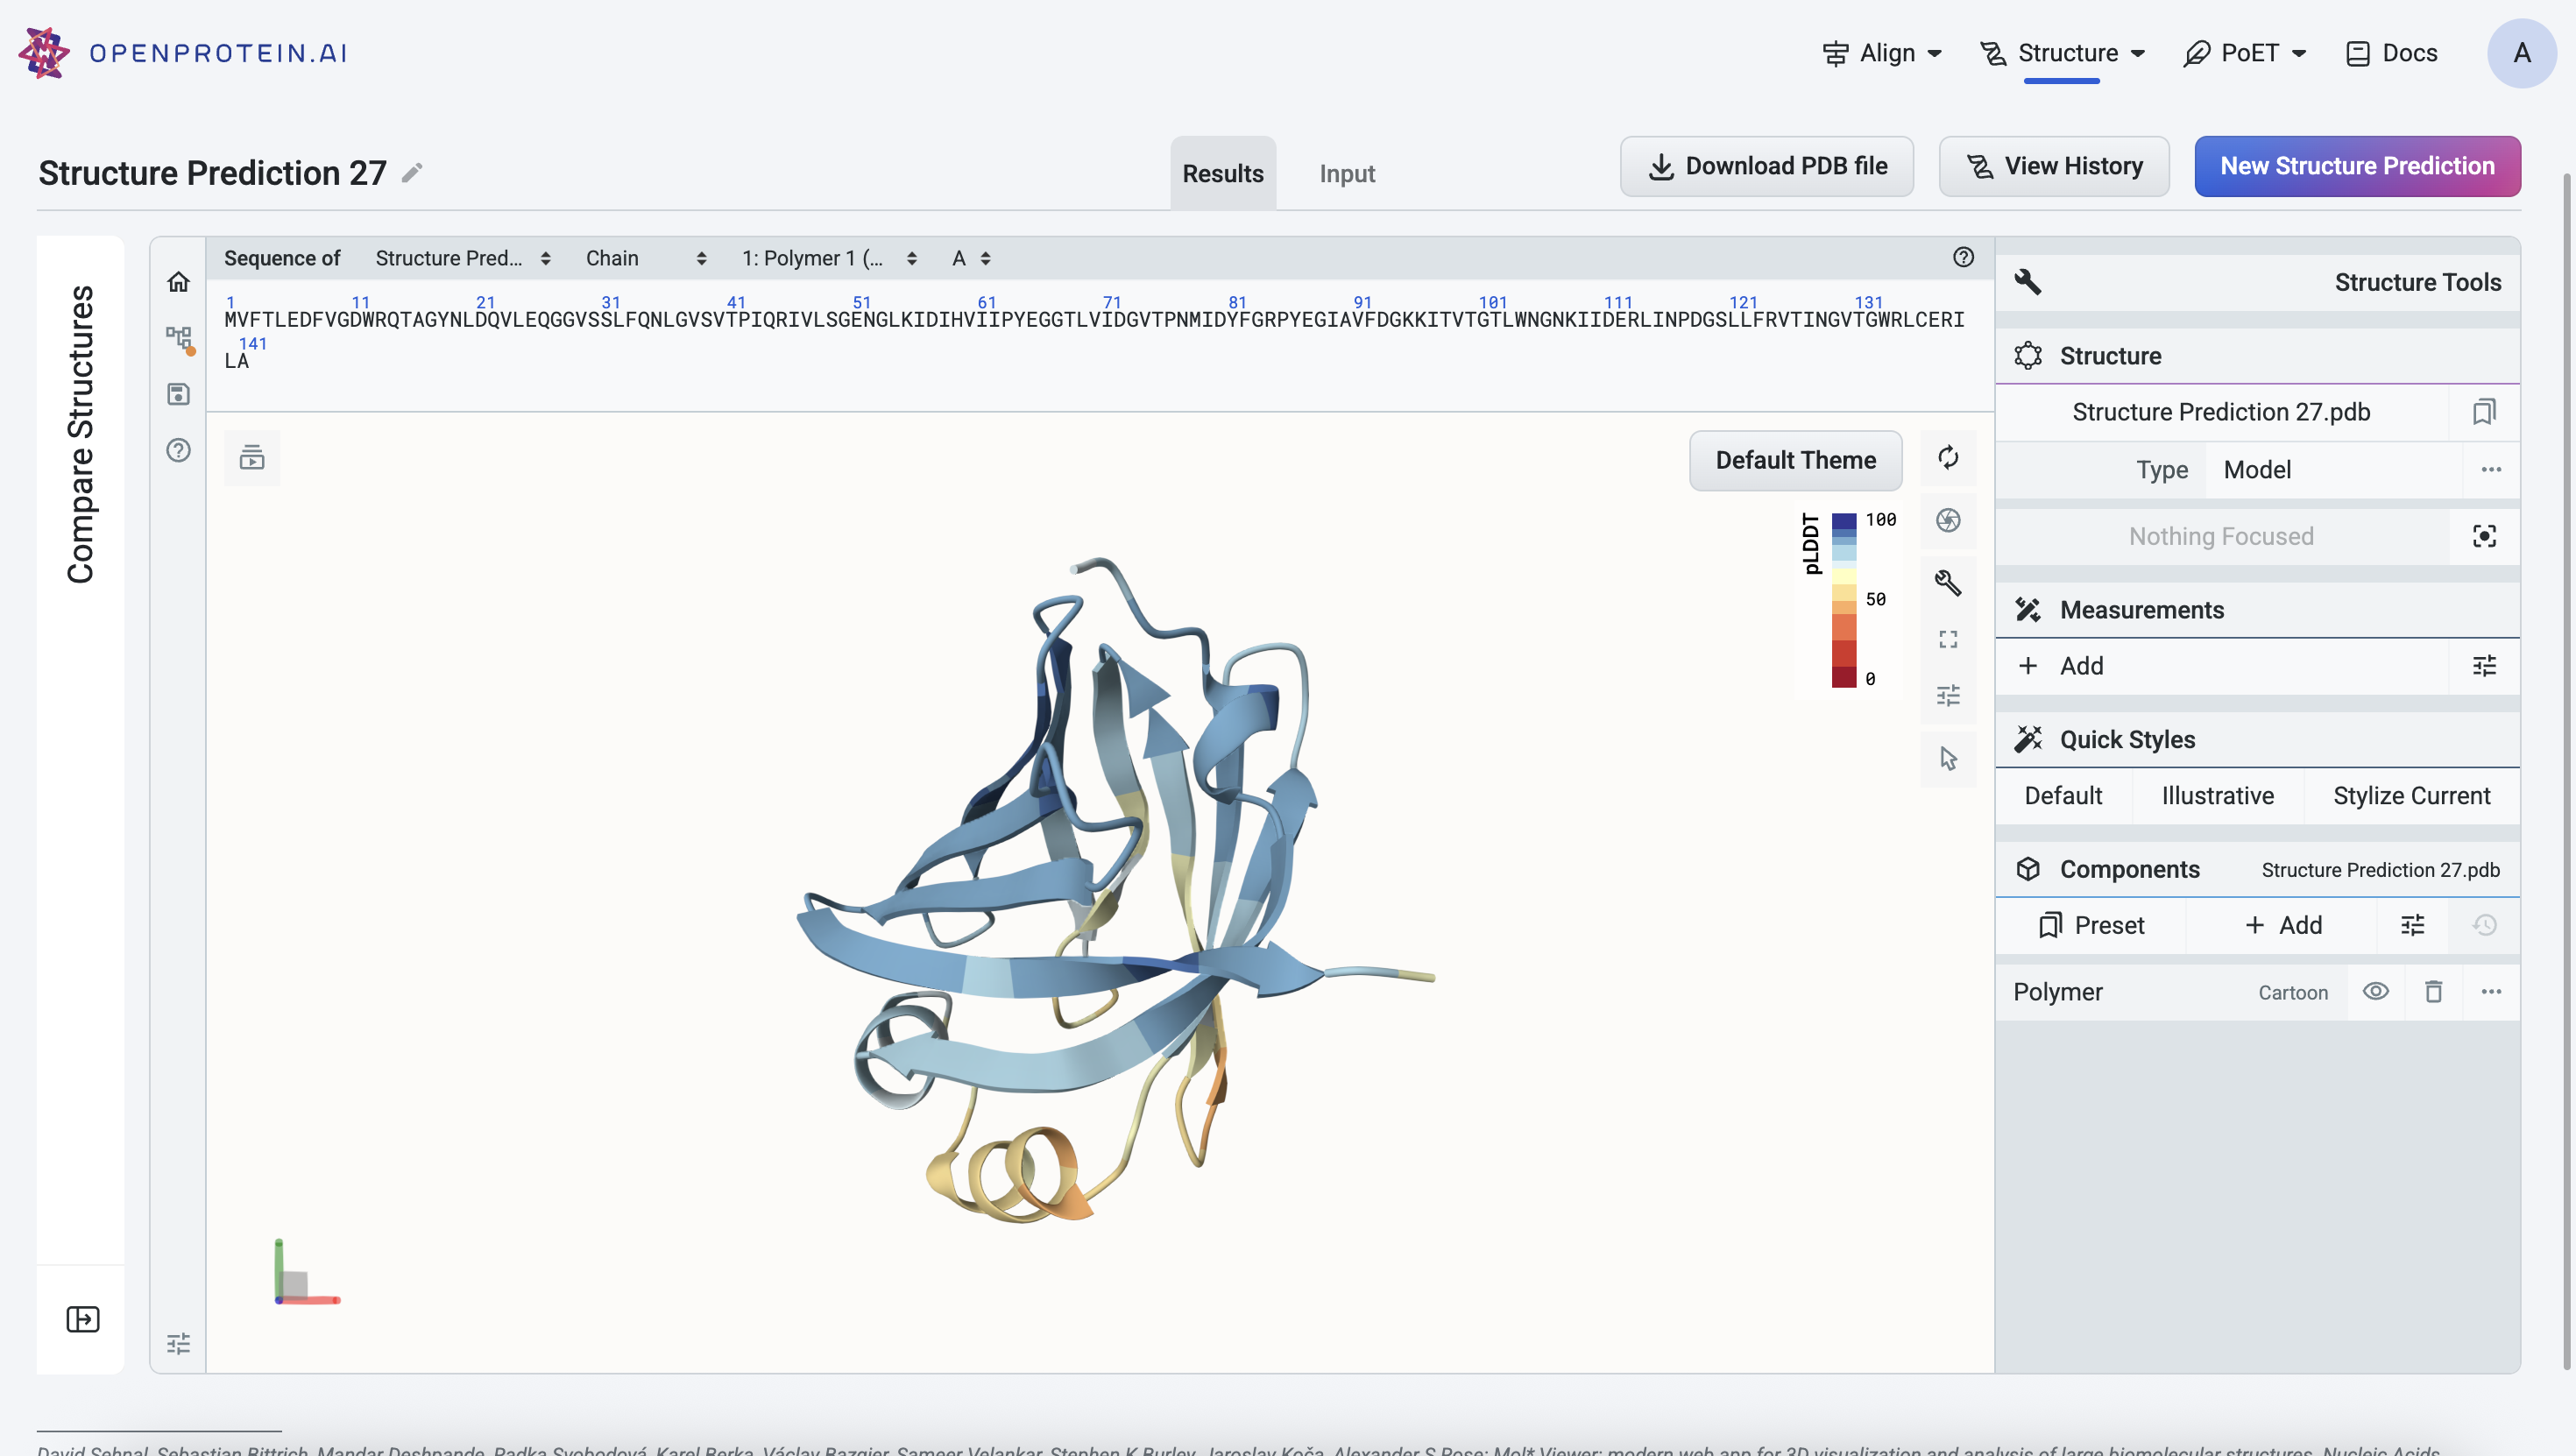 OPENPROTEIN.AI
Align
Structure
PoET
Docs
A
Structure Prediction 27
Results
Input
Download PDB file
View History
New Structure Prediction
Compare Structures
Sequence of Structure Pred... Chain 1: Polymer 1 (... A
1 11 21 31 41 51 61 71 81 91 101 111 121 131
MVFTLEDFVGDWRQTAGYNLDQVLEQGGVSSLFQNLGVSVTPIQRIVLSGENGLKIDIHVIIPYEGGTLVIDGVTPNMIDYFGRPYEGIAVFDGKKITVTGTLWNGNKIIDERLINPDGSLLFRVTINGVTGWRLCERI
141
LA
Default Theme
pLDDT
100
50
0
Structure Tools
Structure
Structure Prediction 27.pdb
Type Model
Nothing Focused
Measurements
Add
Quick Styles
Default Illustrative Stylize Current
Components Structure Prediction 27.pdb
Preset Add
Polymer Cartoon
David Sehnal, Sebastian Bittrich, Mandar Deshpande, Radka Svobodová, Karel Berka, Václav Bazgier, Sameer Velankar, Stephen K Burley, Jaroslav Koča, Alexander S Rose: Mol* Viewer: modern web app for 3D visualization and analysis of large biomolecular structures, Nucleic Acids